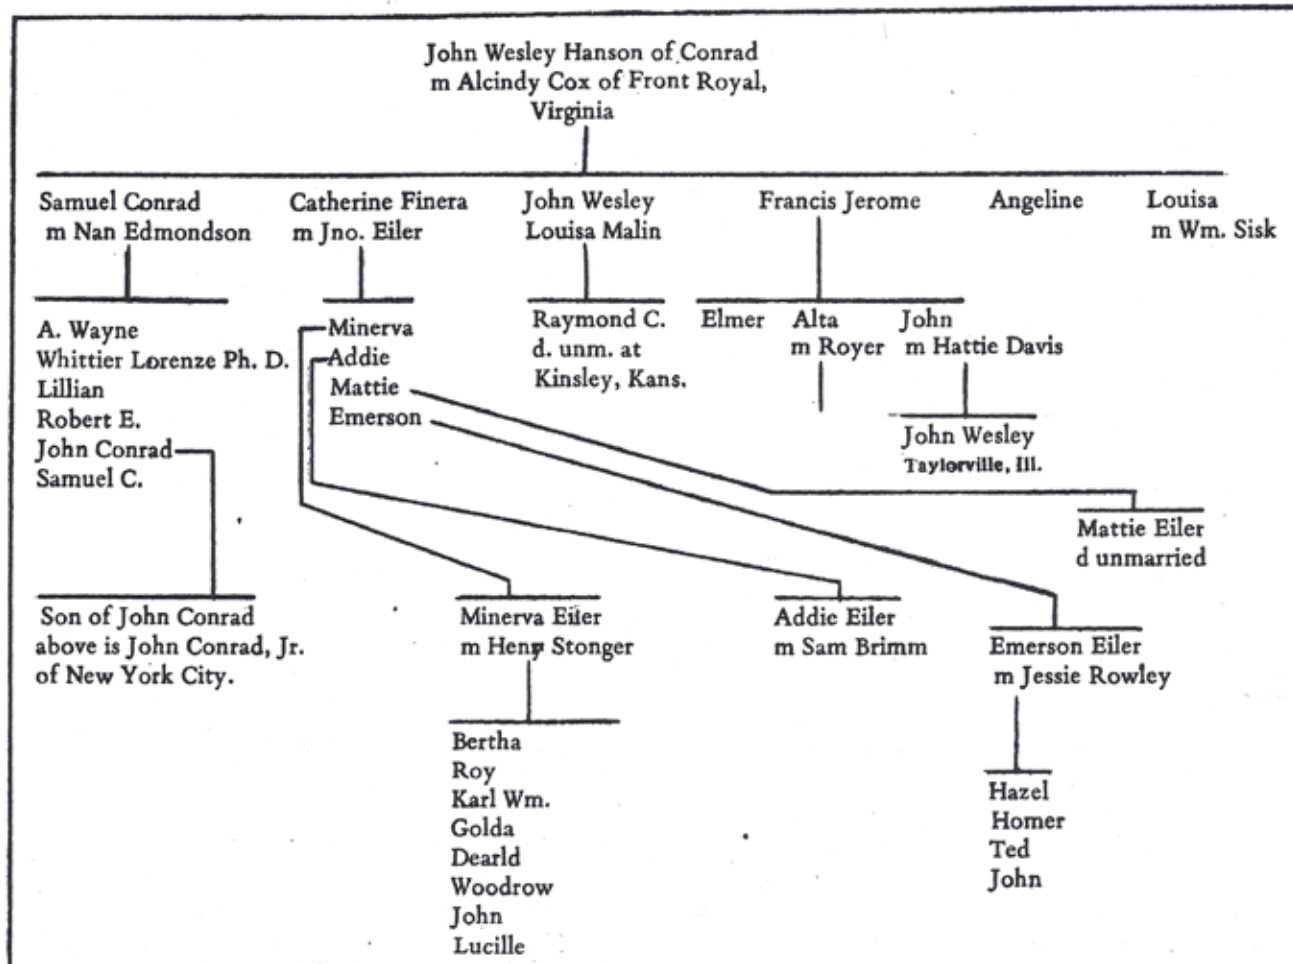 John Wesley Hanson of Conrad
m Alcindy Cox of Front Royal,
Virginia
Samuel Conrad
m Nan Edmondson
Catherine Finera
m Jno. Eiler
John Wesley
Louisa Malin
Francis Jerome
Angeline
Louisa
m Wm. Sisk
A. Wayne
Whittier Lorenze Ph. D.
Lillian
Robert E.
John Conrad
Samuel C.
Minerva
Addie
Mattie
Emerson
Raymond C.
d. unm. at
Kinsley, Kans.
Elmer
Alta
m Royer
John
m Hattie Davis
John Wesley
Taylorville, Ill.
Mattie Eiler
d unmarried
Son of John Conrad
above is John Conrad, Jr.
of New York City.
Minerva Eiler
m Henry Stonger
Addie Eiler
m Sam Brimm
Emerson Eiler
m Jessie Rowley
Bertha
Roy
Karl Wm.
Golda
Dearld
Woodrow
John
Lucille
Hazel
Homer
Ted
John